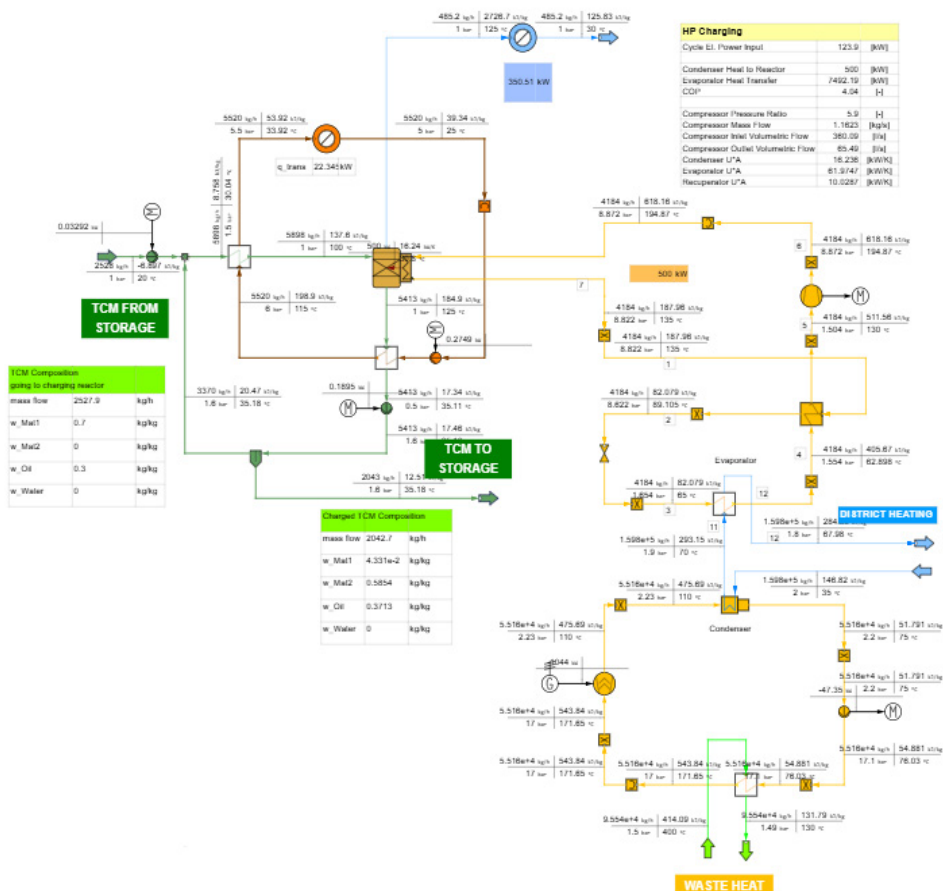 485.2 kg/h 2726.7 kJ/kg
1 bar 125 °C
485.2 kg/h 125.83 kJ/kg
1 bar 30 °C
350.51 kW
HP Charging
Cycle El. Power Input 123.9 [kW]
Condenser Heat to Reactor 500 [kW]
Evaporator Heat Transfer 7492.19 [kW]
COP 4.04 [-]
Compressor Pressure Ratio 5.9 [-]
Compressor Mass Flow 1.1623 [kg/s]
Compressor Inlet Volumetric Flow 360.09 [l/s]
Compressor Outlet Volumetric Flow 65.49 [l/s]
Condenser U*A 16.236 [kW/K]
Evaporator U*A 61.9747 [kW/K]
Recuperator U*A 10.0287 [kW/K]
5520 kg/h 53.92 kJ/kg
5.5 bar 33.92 °C
5520 kg/h 39.34 kJ/kg
5 bar 25 °C
q_trans 22.345kW
5898 kg/h 8.758 kJ/kg
1.5 bar 30.04 °C
0.03292 kW
2528 kg/h -6.897 kJ/kg
1 bar 20 °C
TCM FROM
STORAGE
5898 kg/h 137.6 kJ/kg
1 bar 100 °C
500 kW 16.24 kW/K
5520 kg/h 198.9 kJ/kg
6 bar 115 °C
5413 kg/h 184.9 kJ/kg
1 bar 125 °C
0.2749 kW
4184 kg/h 618.16 kJ/kg
8.872 bar 194.87 °C
6
4184 kg/h 618.16 kJ/kg
8.872 bar 194.87 °C
500 kW
7
M
4184 kg/h 187.96 kJ/kg
8.822 bar 135 °C
4184 kg/h 187.96 kJ/kg
8.822 bar 135 °C
1
5
4184 kg/h 511.56 kJ/kg
1.504 bar 130 °C
TCM Composition
going to charging reactor
mass flow 2527.9 kg/h
w_Mat1 0.7 kg/kg
w_Mat2 0 kg/kg
w_Oil 0.3 kg/kg
w_Water 0 kg/kg
3370 kg/h 20.47 kJ/kg
1.6 bar 35.18 °C
0.1895 kW
M
5413 kg/h 17.34 kJ/kg
0.5 bar 35.11 °C
5413 kg/h 17.46 kJ/kg
1.6 bar
TCM TO
STORAGE
2043 kg/h 12.51
1.6 bar 35.18 °C
4184 kg/h 82.079 kJ/kg
8.822 bar 89.105 °C
2
4
4184 kg/h 405.67 kJ/kg
1.554 bar 62.898 °C
Evaporator
4184 kg/h 82.079 kJ/kg
1.654 bar 65 °C
3
11
12
DISTRICT HEATING
1.598e+5 kg/h 284.
1.8 bar 67.98 °C
12
1.598e+5 kg/h 293.15 kJ/kg
1.9 bar 70 °C
Charged TCM Composition
mass flow 2042.7 kg/h
w_Mat1 4.331e-2 kg/kg
w_Mat2 0.5854 kg/kg
w_Oil 0.3713 kg/kg
w_Water 0 kg/kg
5.516e+4 kg/h 475.69 kJ/kg
2.23 bar 110 °C
1.598e+5 kg/h 146.82 kJ/kg
2 bar 35 °C
Condenser
5.516e+4 kg/h 475.69 kJ/kg
2.23 bar 110 °C
5.516e+4 kg/h 51.791 kJ/kg
2.2 bar 75 °C
5.516e+4 kg/h 51.791 kJ/kg
2.2 bar 75 °C
G
-47.35 kW
M
5.516e+4 kg/h 543.84 kJ/kg
17 bar 171.65 °C
5.516e+4 kg/h 54.881 kJ/kg
17.1 bar 76.03 °C
5.516e+4 kg/h 543.84 kJ/kg
17 bar 171.65 °C
5.516e+4 kg/h 543.84 kJ/kg
17 bar 171.65 °C
5.516e+4 kg/h 54.881 kJ/kg
76.03 °C
9.554e+4 kg/h 414.09 kJ/kg
1.5 bar 400 °C
9.554e+4 kg/h 131.79 kJ/kg
1.49 bar 130 °C
WASTE HEAT